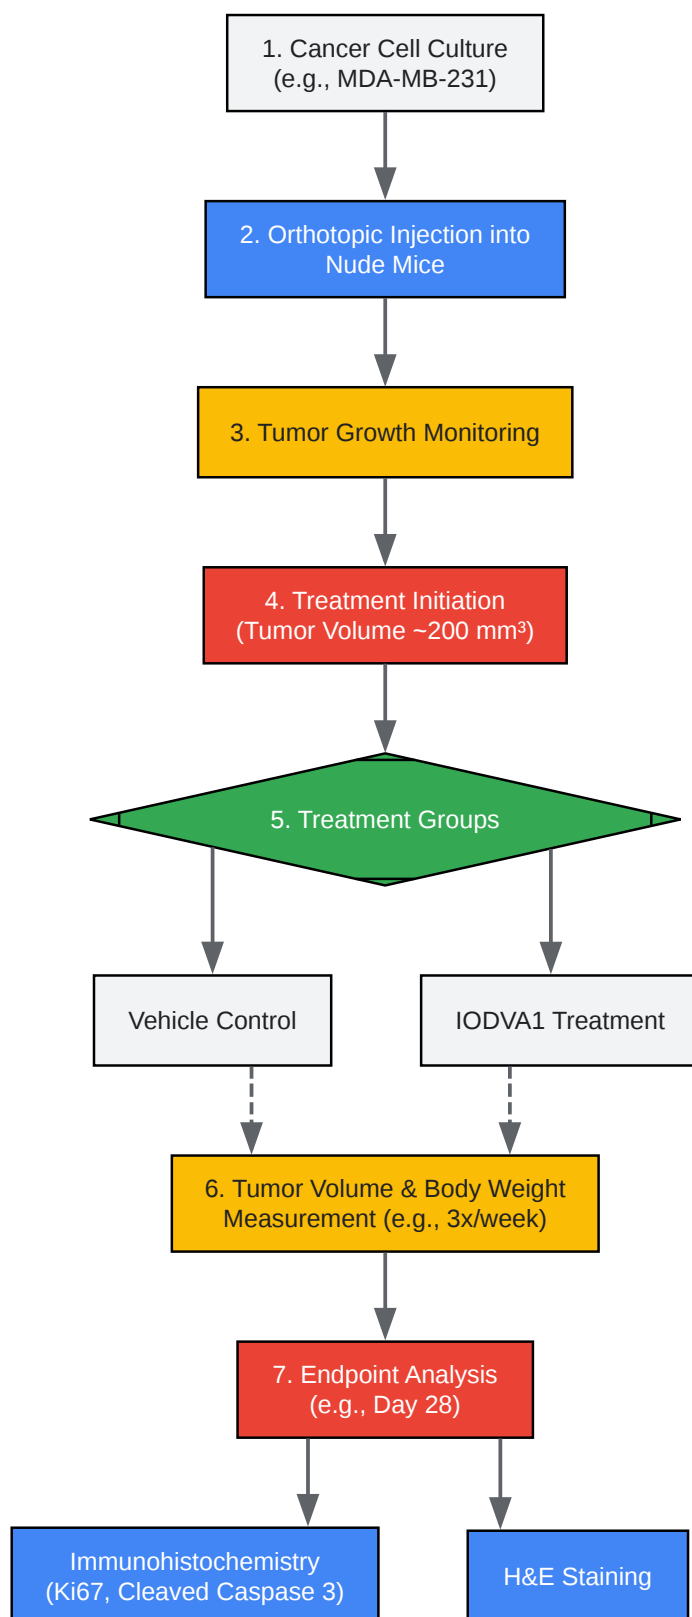 1. Cancer Cell Culture
(e.g., MDA-MB-231)
2. Orthotopic Injection into
Nude Mice
3. Tumor Growth Monitoring
4. Treatment Initiation
(Tumor Volume ~200 mm³)
5. Treatment Groups
Vehicle Control
IODVA1 Treatment
6. Tumor Volume & Body Weight
Measurement (e.g., 3x/week)
7. Endpoint Analysis
(e.g., Day 28)
Immunohistochemistry
(Ki67, Cleaved Caspase 3)
H&E Staining